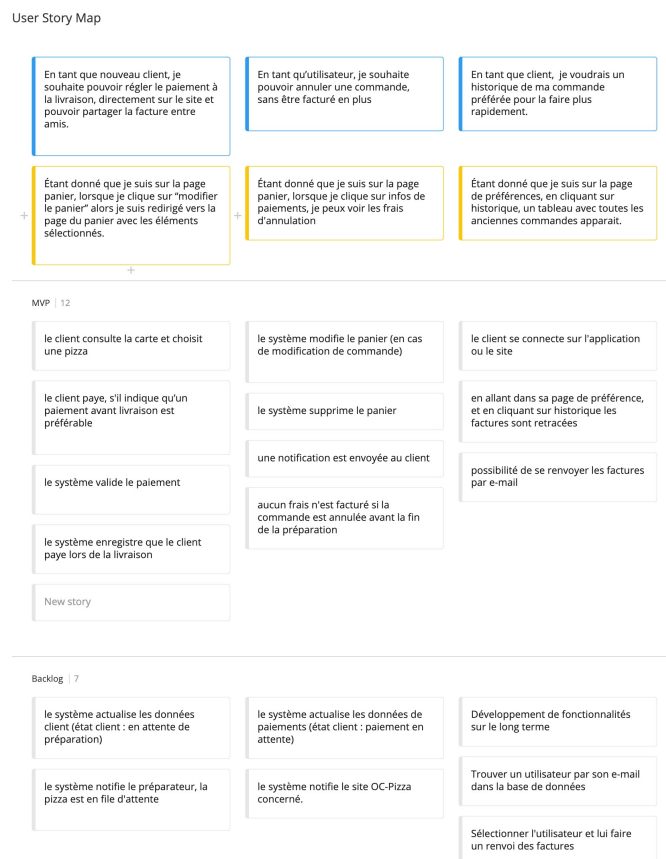 User Story Map
En tant que nouveau client, je
souhaite pouvoir régler le paiement à
la livraison, directement sur le site et
pouvoir partager la facture entre
amis.
En tant qu’utilisateur, je souhaite
pouvoir annuler une commande,
sans être facturé en plus
En tant que client,  je voudrais un
historique de ma commande
préférée pour la faire plus
rapidement.
Étant donné que je suis sur la page
panier, lorsque je clique sur “modifier
le panier” alors je suis redirigé vers la
page du panier avec les éléments
sélectionnés.
Étant donné que je suis sur la page
panier, lorsque je clique sur infos de
paiements, je peux voir les frais
d'annulation
Étant donné que je suis sur la page
de préférences, en cliquant sur
historique, un tableau avec toutes les
anciennes commandes apparait.
MVP | 12
le client consulte la carte et choisit
une pizza
le client paye, s'il indique qu'un
paiement avant livraison est
préférable
le système valide le paiement
le système enregistre que le client
paye lors de la livraison
New story
le système modifie le panier (en cas
de modification de commande)
le système supprime le panier
une notification est envoyée au client
aucun frais n'est facturé si la
commande est annulée avant la fin
de la préparation
le client se connecte sur l'application
ou le site
en allant dans sa page de préférence,
et en cliquant sur historique les
factures sont retracées
possibilité de se renvoyer les factures
par e-mail
Backlog | 7
le système actualise les données
client (état client : en attente de
préparation)
le système notifie le préparateur, la
pizza est en file d'attente
le système actualise les données de
paiements (état client : paiement en
attente)
le système notifie le site OC-Pizza
concerné.
Développement de fonctionnalités
sur le long terme
Trouver un utilisateur par son e-mail
dans la base de données
Sélectionner l'utilisateur et lui faire
un renvoi des factures